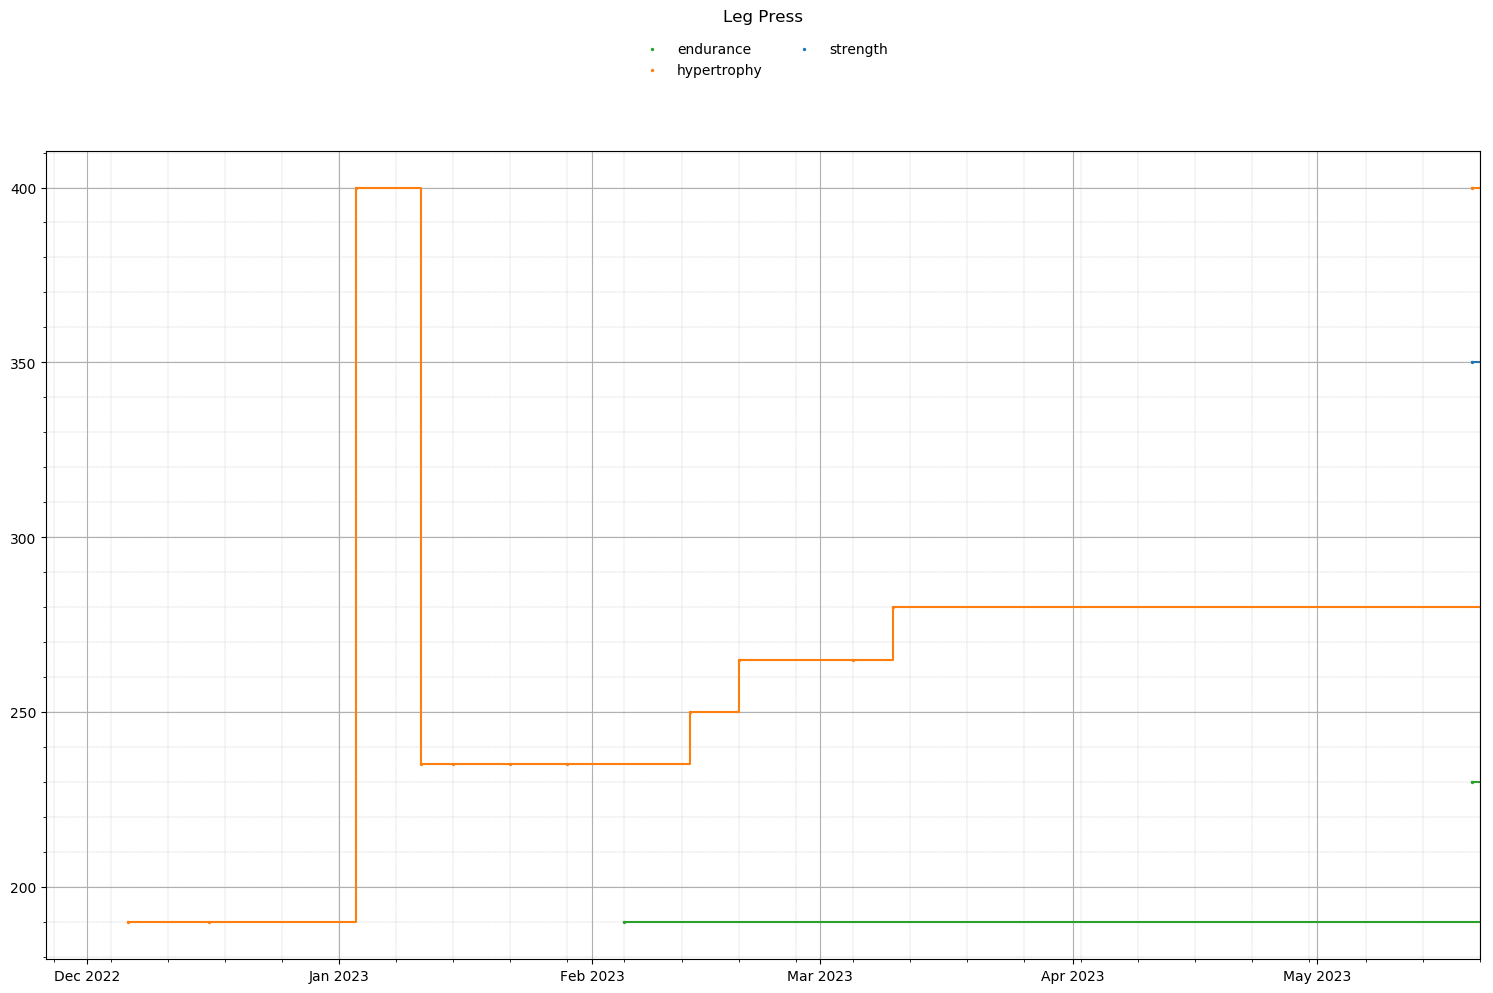 Leg Press
endurance
hypertrophy
strength
400
350
300
250
200
Dec 2022
Jan 2023
Feb 2023
Mar 2023
Apr 2023
May 2023